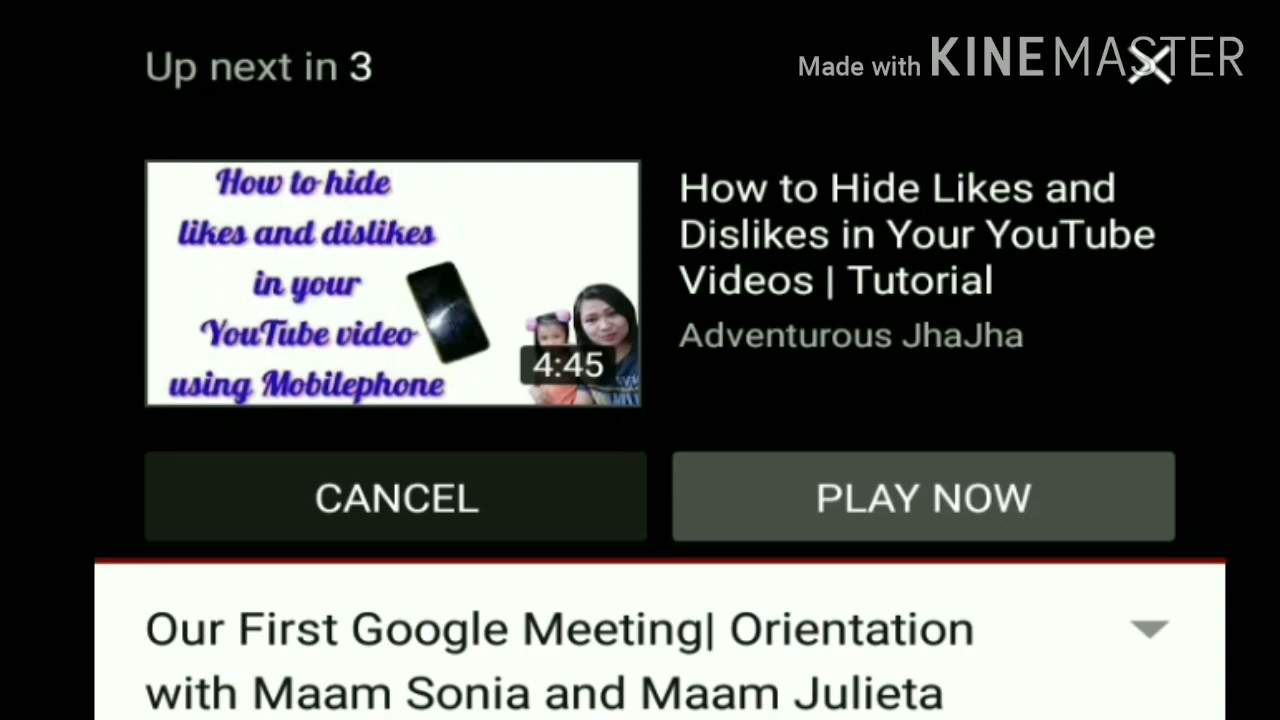 Up next in 3
Made with KINEMASTER
How to hide
likes and dislikes
in your
YouTube video
using Mobilephone
4:45
How to Hide Likes and
Dislikes in Your YouTube
Videos | Tutorial
Adventurous JhaJha
CANCEL
PLAY NOW
Our First Google Meeting| Orientation
with Maam Sonia and Maam Julieta